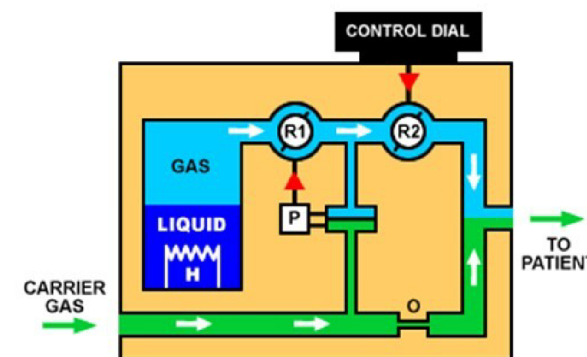 CONTROL DIAL
R1
R2
GAS
P
LIQUID
H
CARRIER
GAS
O
TO
PATIENT